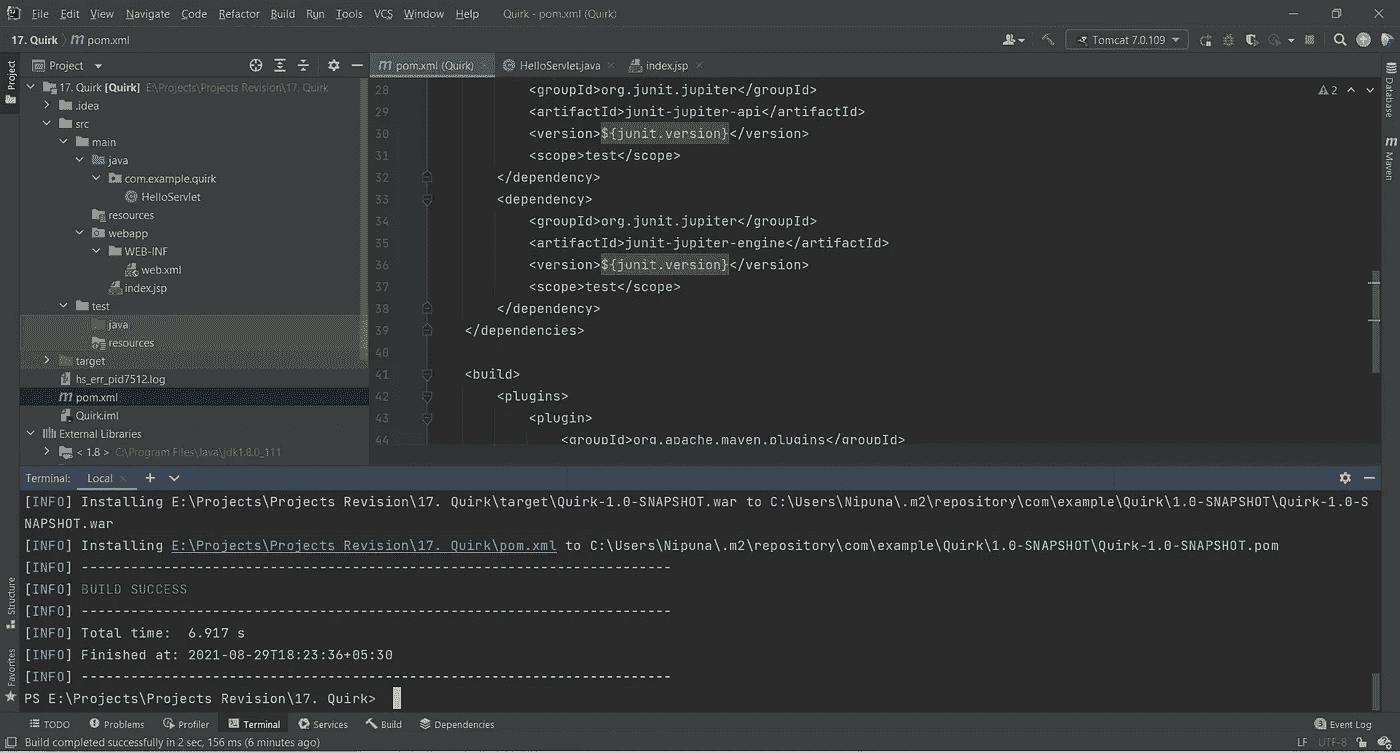 File Edit View Navigate Code Refactor Build Run Tools VCS Window Help Quirk - pom.xml (Quirk)
17. Quirk pom.xml
Tomcat 7.0.109
Project
Project
pom.xml (Quirk)
HelloServlet.java
index.jsp
17. Quirk [Quirk] E:\Projects\Projects Revision\17. Quirk
.idea
src
main
java
com.example.quirk
HelloServlet
resources
webapp
WEB-INF
web.xml
index.jsp
test
java
resources
target
hs_err_pid7512.log
pom.xml
Quirk.iml
External Libraries
< 1.8 > C:\Program Files\Java\jdk1.8.0_111
28 <groupId>org.junit.jupiter</groupId>
29 <artifactId>junit-jupiter-api</artifactId>
30 <version>${junit.version}</version>
31 <scope>test</scope>
32 </dependency>
33 <dependency>
34 <groupId>org.junit.jupiter</groupId>
35 <artifactId>junit-jupiter-engine</artifactId>
36 <version>${junit.version}</version>
37 <scope>test</scope>
38 </dependency>
39 </dependencies>
40
41 <build>
42 <plugins>
43 <plugin>
44 <groupId>org.apache.maven.plugins</groupId>
2
Database
Maven
Terminal: Local
[INFO] Installing E:\Projects\Projects Revision\17. Quirk\target\Quirk-1.0-SNAPSHOT.war to C:\Users\Nipuna\.m2\repository\com\example\Quirk\1.0-SNAPSHOT\Quirk-1.0-S
NAPSHOT.war
[INFO] Installing E:\Projects\Projects Revision\17. Quirk\pom.xml to C:\Users\Nipuna\.m2\repository\com\example\Quirk\1.0-SNAPSHOT\Quirk-1.0-SNAPSHOT.pom
[INFO] ------------------------------------------------------------------------
[INFO] BUILD SUCCESS
[INFO] ------------------------------------------------------------------------
[INFO] Total time:  6.917 s
[INFO] Finished at: 2021-08-29T18:23:36+05:30
[INFO] ------------------------------------------------------------------------
PS E:\Projects\Projects Revision\17. Quirk>
Structure
Favorites
TODO Problems Profiler Terminal Services Build Dependencies
3 Event Log
Build completed successfully in 2 sec, 156 ms (6 minutes ago)
LF UTF-8